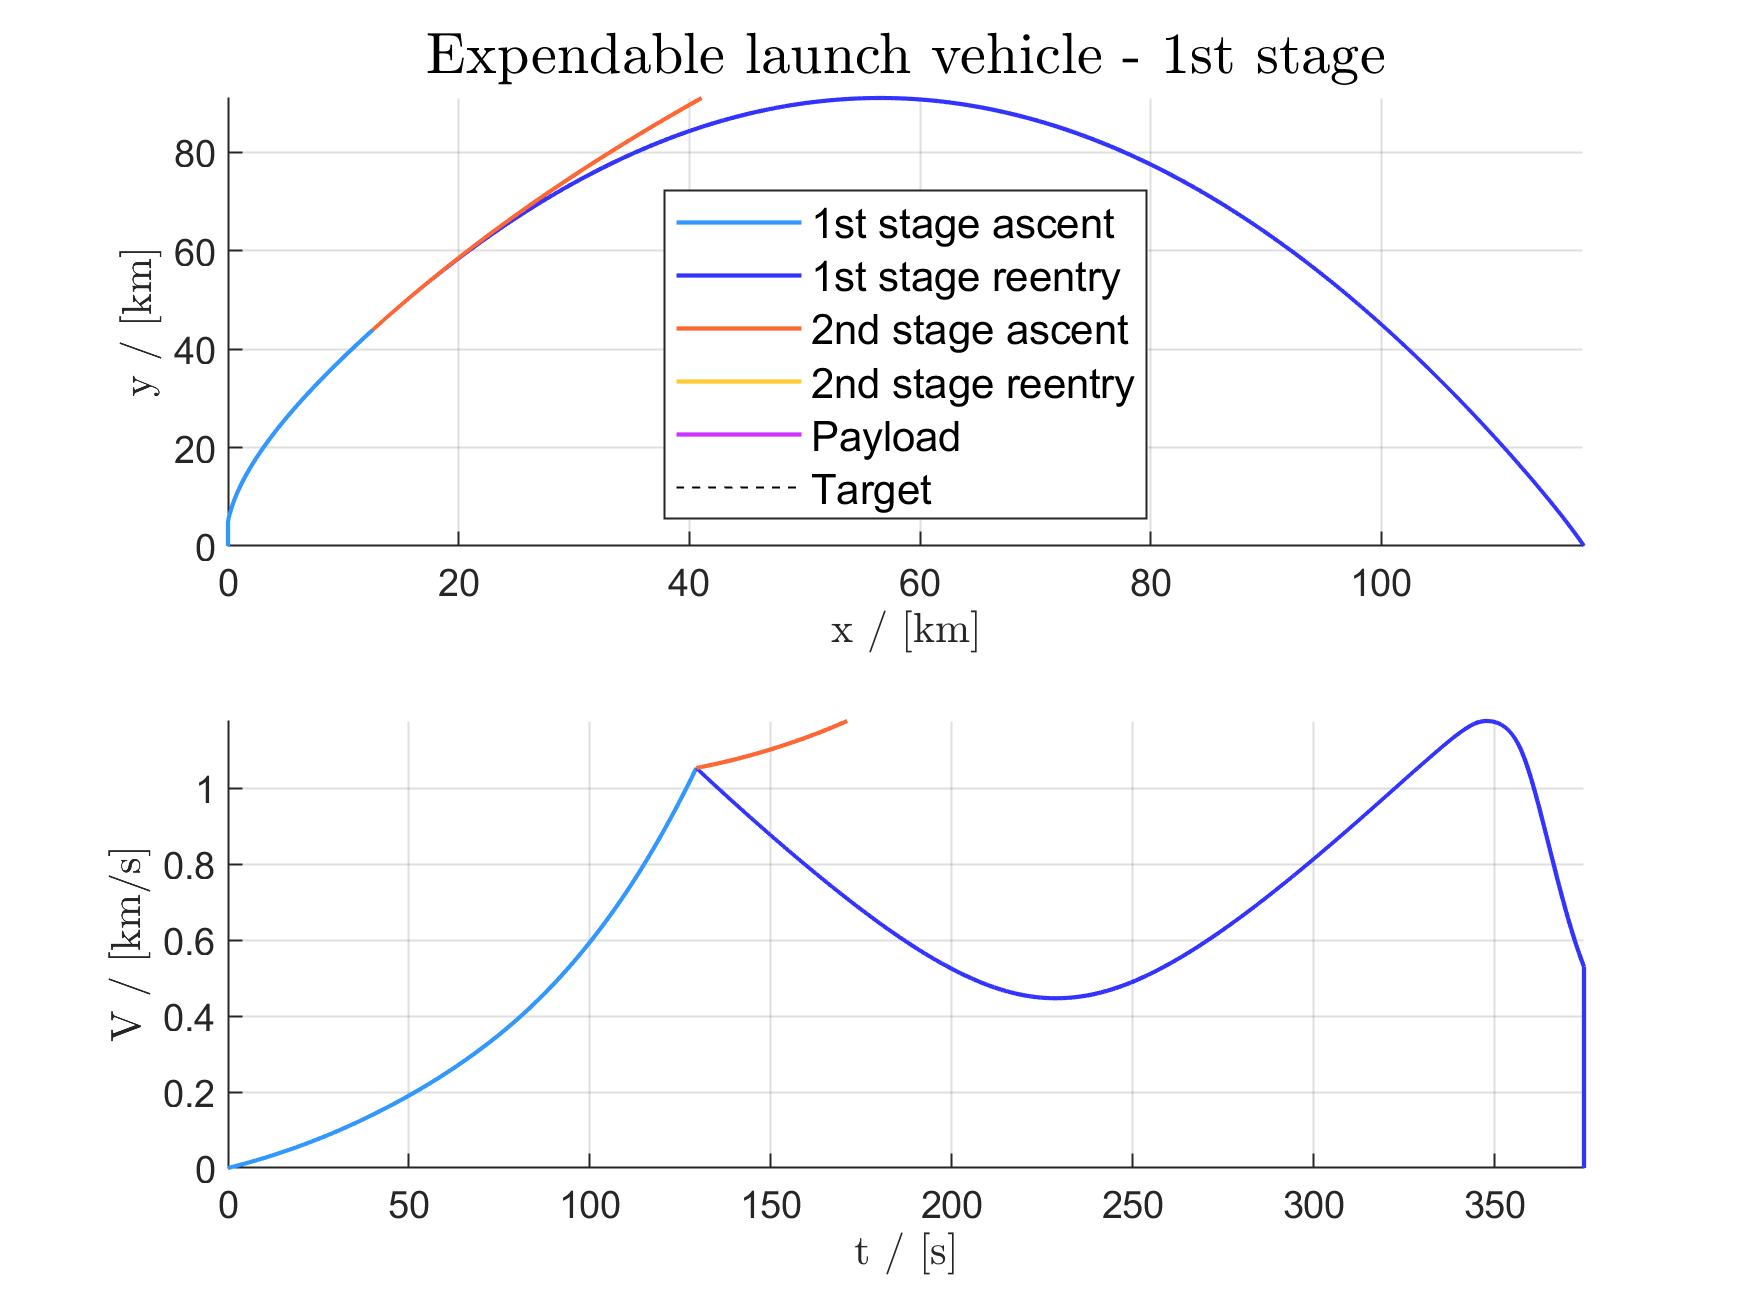 Expendable launch vehicle - 1st stage
80
60
40
20
0
y / [km]
1st stage ascent
1st stage reentry
2nd stage ascent
2nd stage reentry
Payload
Target
0 20 40 60 80 100
x / [km]
1
0.8
0.6
0.4
0.2
0
V / [km/s]
0 50 100 150 200 250 300 350
t / [s]